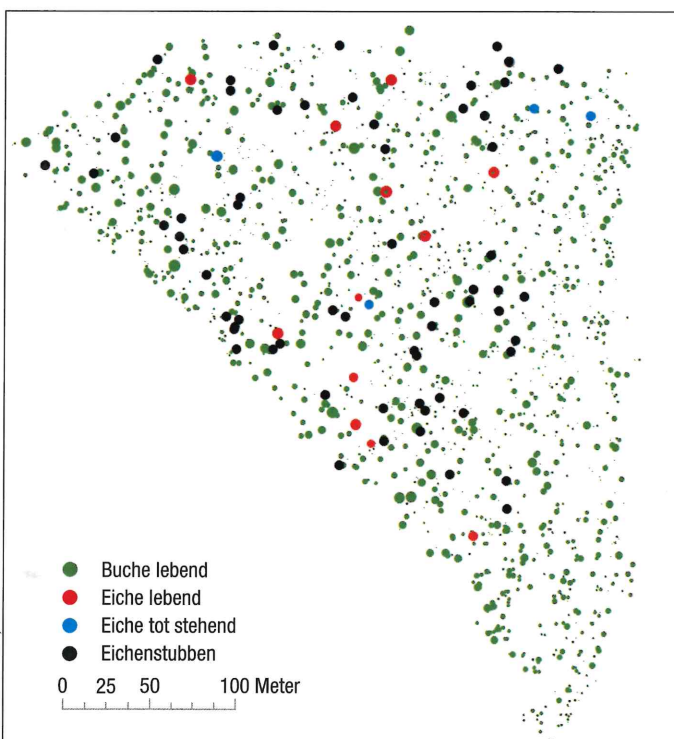 Buche lebend
Eiche lebend
Eiche tot stehend
Eichenstubben
0 25 50 100 Meter